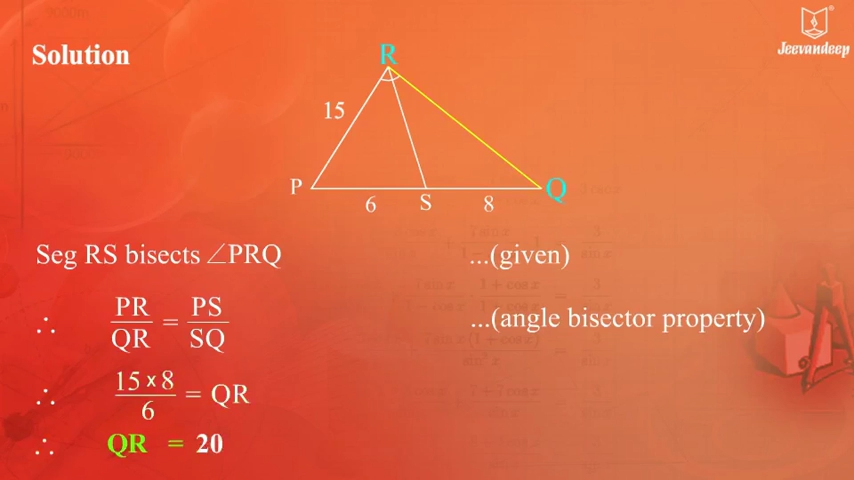 Jeevandeep
Solution
R
15
P
6
S
8
Q
Seg RS bisects ∠PRQ ...(given)
∴ PR/QR = PS/SQ ...(angle bisector property)
∴ 15 × 8/6 = QR
∴ QR = 20